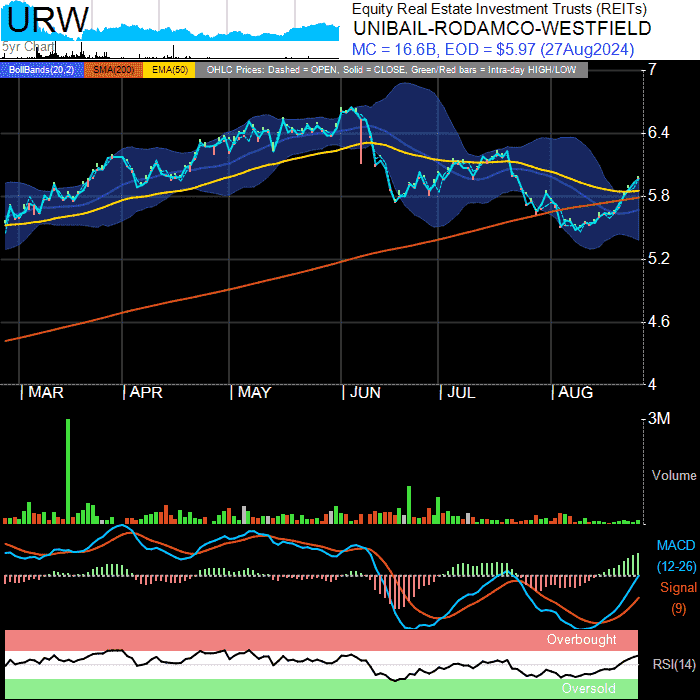 URW
5yr Chart
Equity Real Estate Investment Trusts (REITs)
UNIBAIL-RODAMCO-WESTFIELD
MC = 16.6B, EOD = $5.97 (27Aug2024)
BollBands(20,2) SMA(200) EMA(50) OHLC Prices: Dashed = OPEN, Solid = CLOSE, Green/Red bars = Intra-day HIGH/LOW
7
6.4
5.8
5.2
4.6
4
MAR APR MAY JUN JUL AUG
3M
Volume
MACD
(12-26)
Signal
(9)
Overbought
RSI(14)
Oversold